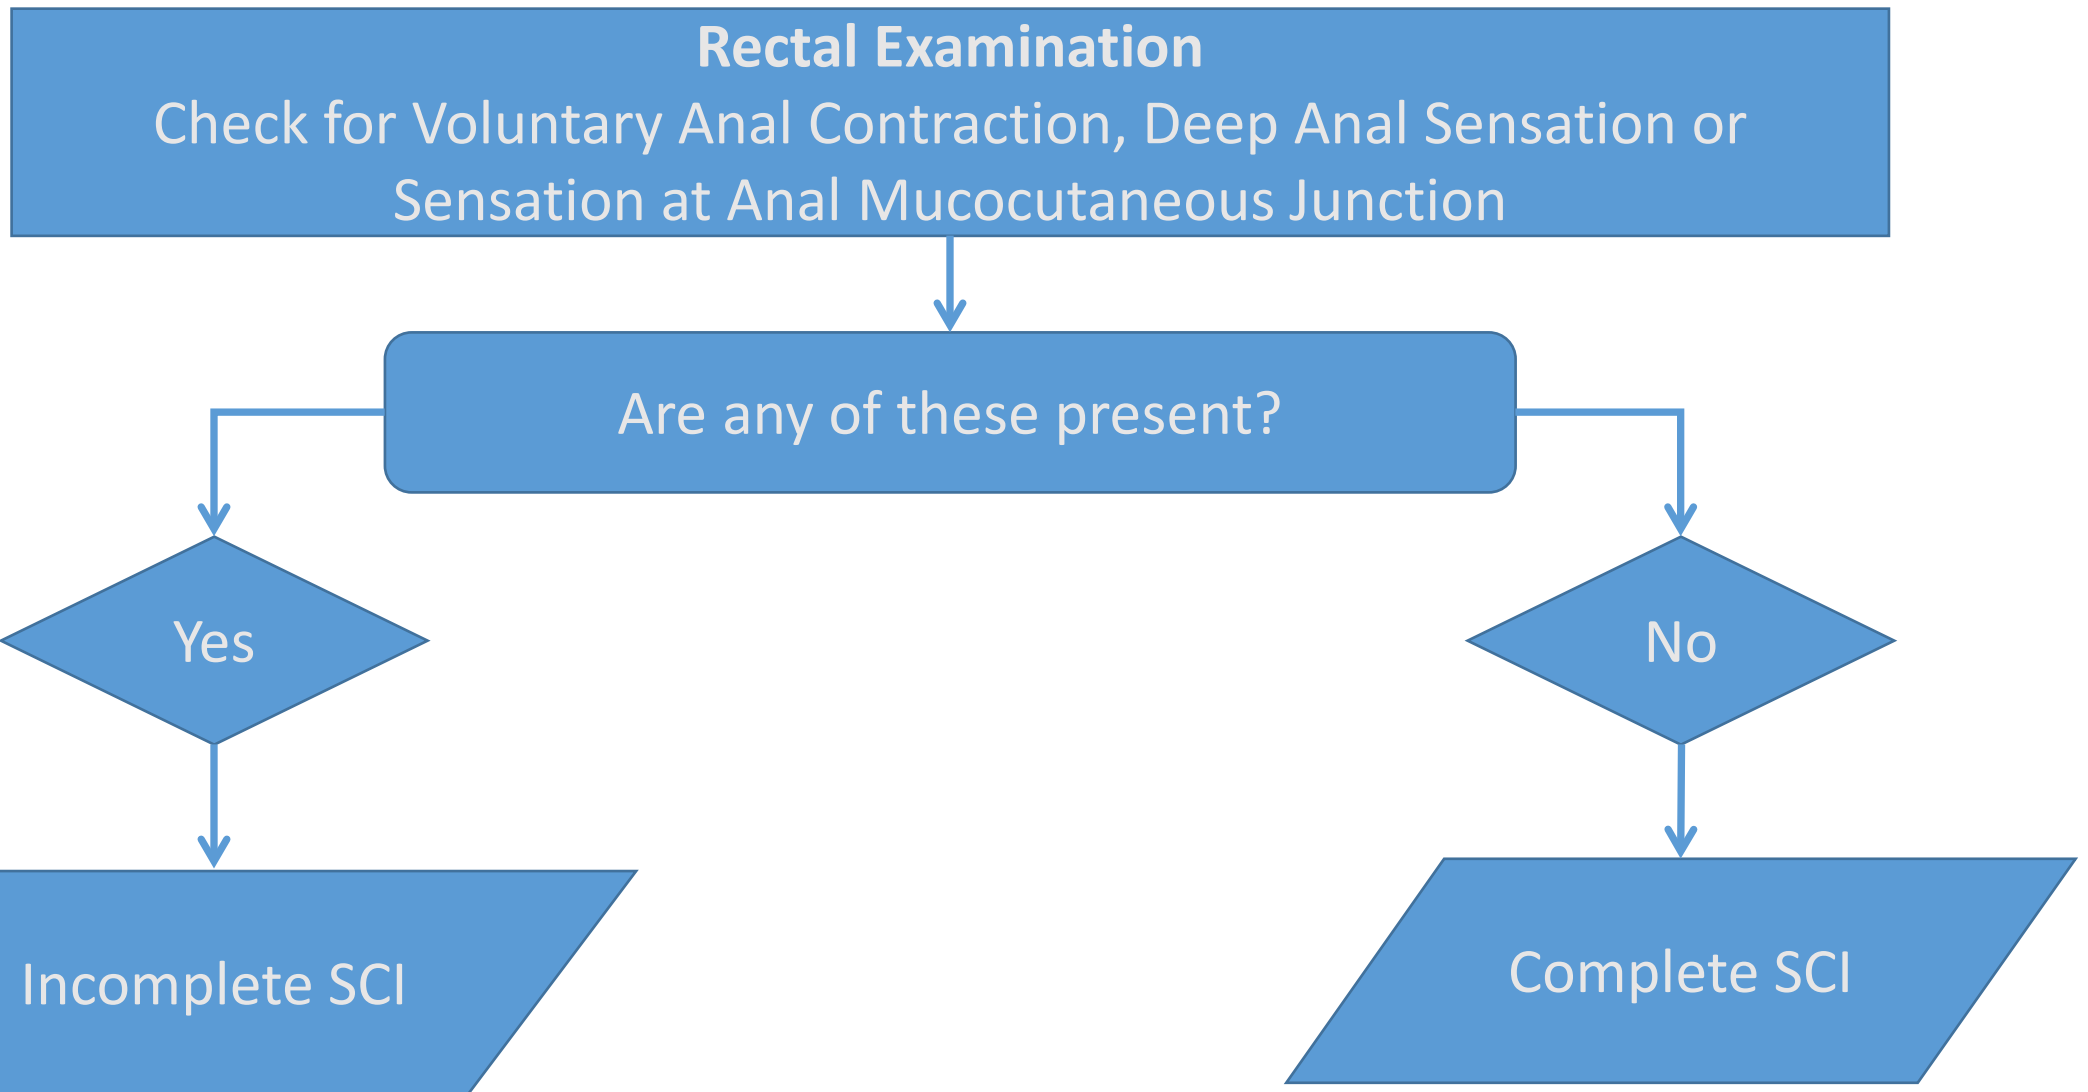 Rectal Examination
Check for Voluntary Anal Contraction, Deep Anal Sensation or
Sensation at Anal Mucocutaneous Junction
Are any of these present?
Yes
No
Incomplete SCI
Complete SCI